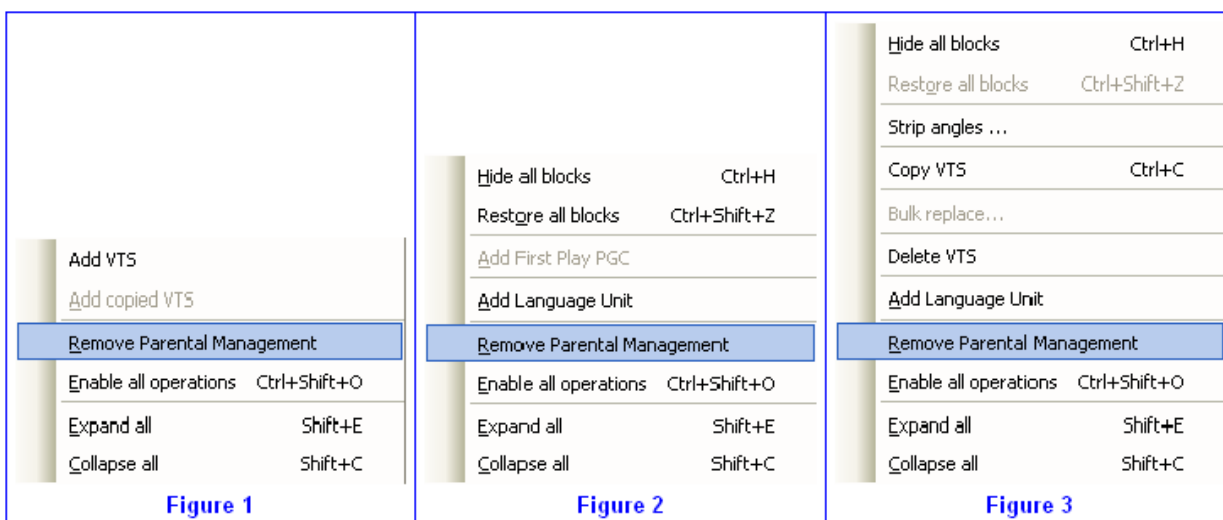 Add VTS
Add copied VTS
Remove Parental Management
Enable all operations Ctrl+Shift+O
Expand all Shift+E
Collapse all Shift+C
Figure 1
Hide all blocks Ctrl+H
Restore all blocks Ctrl+Shift+Z
Add First Play PGC
Add Language Unit
Remove Parental Management
Enable all operations Ctrl+Shift+O
Expand all Shift+E
Collapse all Shift+C
Figure 2
Hide all blocks Ctrl+H
Restore all blocks Ctrl+Shift+Z
Strip angles ...
Copy VTS Ctrl+C
Bulk replace...
Delete VTS
Add Language Unit
Remove Parental Management
Enable all operations Ctrl+Shift+O
Expand all Shift+E
Collapse all Shift+C
Figure 3